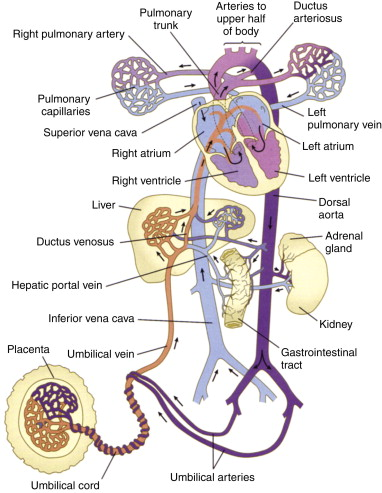 Pulmonary
trunk
Arteries to
upper half
of body
Ductus
arteriosus
Right pulmonary artery
Pulmonary
capillaries
Left
pulmonary vein
Superior vena cava
Right atrium
Left atrium
Right ventricle
Left ventricle
Liver
Dorsal
aorta
Ductus venosus
Adrenal
gland
Hepatic portal vein
Inferior vena cava
Kidney
Placenta
Umbilical vein
Gastrointestinal
tract
Umbilical cord
Umbilical arteries